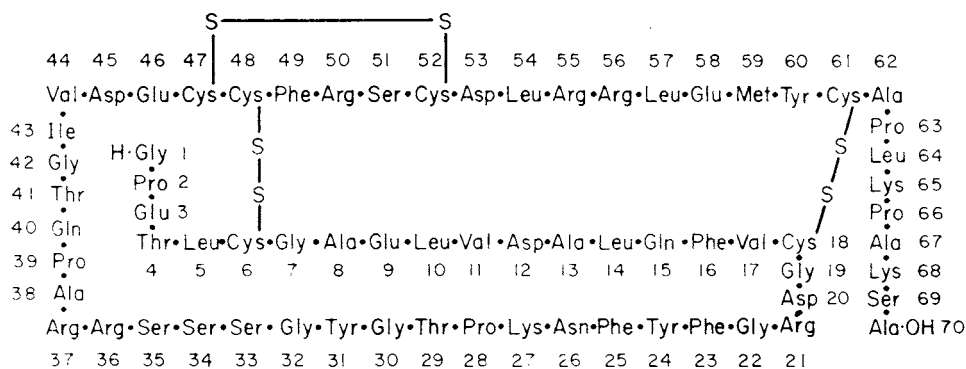 S S
44 45 46 47 48 49 50 51 52 53 54 55 56 57 58 59 60 61 62
Val•Asp•Glu•Cys•Cys•Phe•Arg•Ser•Cys•Asp•Leu•Arg•Arg•Leu•Glu•Met•Tyr•Cys•Ala
43 Ile Pro 63
42 Gly H•Gly 1 S S Leu 64
41 Thr Pro 2 S S Lys 65
40 Gln Glu 3 Pro 66
Thr•Leu•Cys•Gly•Ala•Glu•Leu•Val•Asp•Ala•Leu•Gln•Phe•Val•Cys 18 Ala 67
39 Pro 4 5 6 7 8 9 10 11 12 13 14 15 16 17 Gly 19 Lys 68
38 Ala Asp 20 Ser 69
Arg•Arg•Ser•Ser•Ser•Gly•Tyr•Gly•Thr•Pro•Lys•Asn•Phe•Tyr•Phe•Gly•Arg Ala•OH 70
37 36 35 34 33 32 31 30 29 28 27 26 25 24 23 22 21